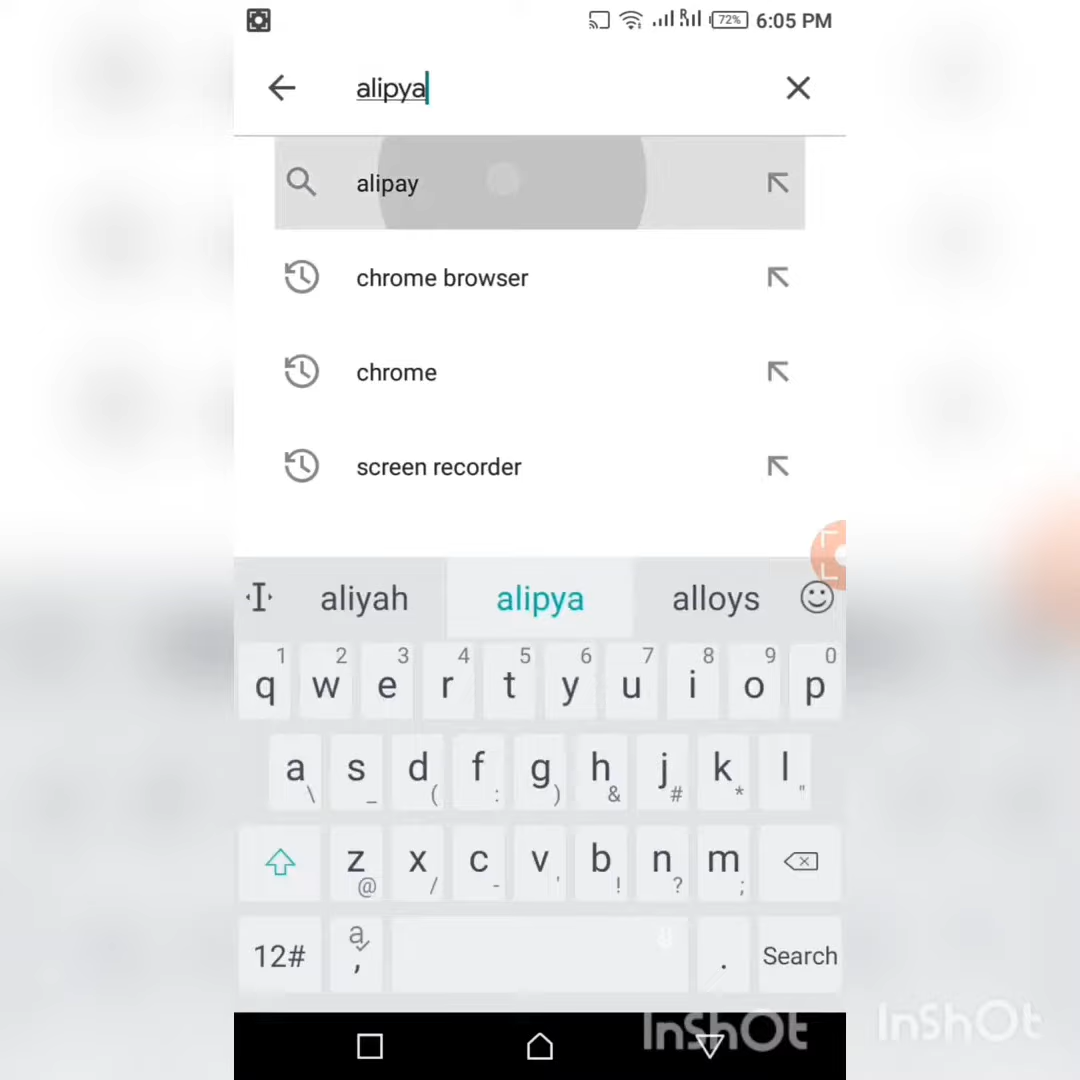 72% 6:05 PM
alipya
alipay
chrome browser
chrome
screen recorder
aliyah alipya alloys
1 2 3 4 5 6 7 8 9 0
q w e r t y u i o p
a s d f g h j k l
\ _ ( : ) & # * "
z x c v b n m
@ / - ' ! ? ;
12# a , . Search
InShOt InShOt